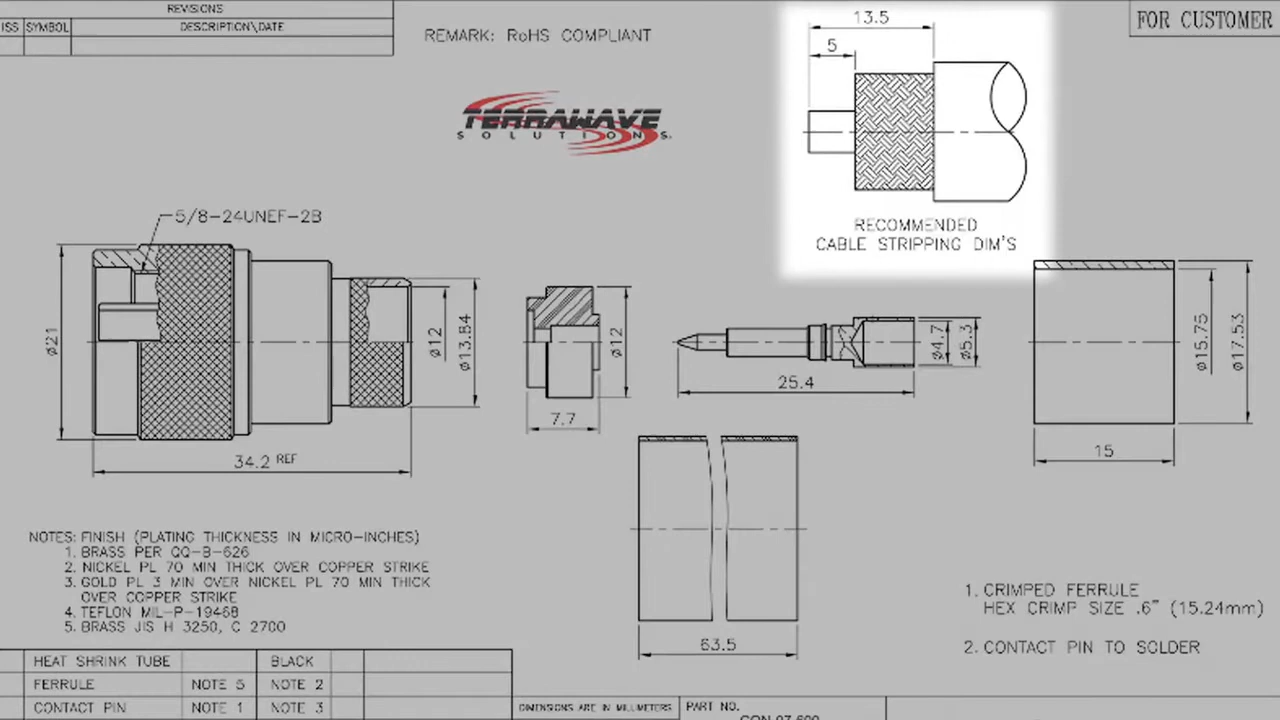 REVISIONS
ISS SYMBOL DESCRIPTION\DATE
REMARK: RoHS COMPLIANT
FOR CUSTOMER
TERRAWAVE
SOLUTIONS.
13.5
5
RECOMMENDED
CABLE STRIPPING DIM'S
5/8-24UNEF-2B
ø21
ø12
ø13.84
34.2 REF
ø12
7.7
25.4
ø4.7
ø5.3
ø15.75
ø17.53
15
63.5
NOTES: FINISH (PLATING THICKNESS IN MICRO-INCHES)
1. BRASS PER QQ-B-626
2. NICKEL PL 70 MIN THICK OVER COPPER STRIKE
3. GOLD PL 3 MIN OVER NICKEL PL 70 MIN THICK
OVER COPPER STRIKE
4. TEFLON MIL-P-19468
5. BRASS JIS H 3250, C 2700
1. CRIMPED FERRULE
HEX CRIMP SIZE .6" (15.24mm)
2. CONTACT PIN TO SOLDER
HEAT SHRINK TUBE BLACK
FERRULE NOTE 5 NOTE 2
CONTACT PIN NOTE 1 NOTE 3
DIMENSIONS ARE IN MILLIMETERS
PART NO.